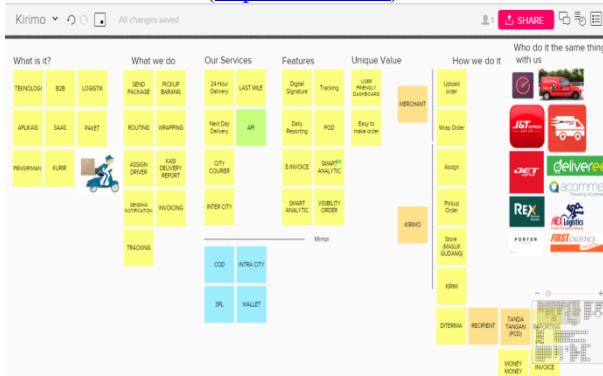 Kirimo
All changes saved
1
SHARE
What is it?
TEKNOLOGI
B2B
LOGISTIK
APLIKASI
SAAS
PAKET
PENGIRIMAN
KURIR
What we do
SEND PACKAGE
PICKUP BARANG
ROUTING
WRAPPING
ASSIGN DRIVER
KASI DELIVERY REPORT
SENDING NOTIFICATION
INVOICING
TRACKING
Our Services
24 Hour Delivery
LAST MILE
Next Day Delivery
API
CITY COURIER
INTER CITY
Mimpi
COD
INTRA CITY
3PL
WALLET
Features
Digital Signature
Tracking
Daily Reporting
POD
E-INVOICE
SMART ANALYTIC
SMART ANALYTIC
VISIBILITY ORDER
Unique Value
USER FRIENDLY DASHBOARD
Easy to make order
MERCHANT
KIRIMO
How we do it
Upload order
Wrap Order
Assign
Pickup Order
Store (MASUK GUDANG)
KIRIM
DITERIMA
RECIPIENT
TANDA TANGAN (POD)
REPORTING
MONEY MONEY
INVOICE
Who do it the same thing
with us
J&T EXPRESS
JET
deliveree
acommerce
REX
NEX Logistics
PORTER
FIRST LOGISTICS